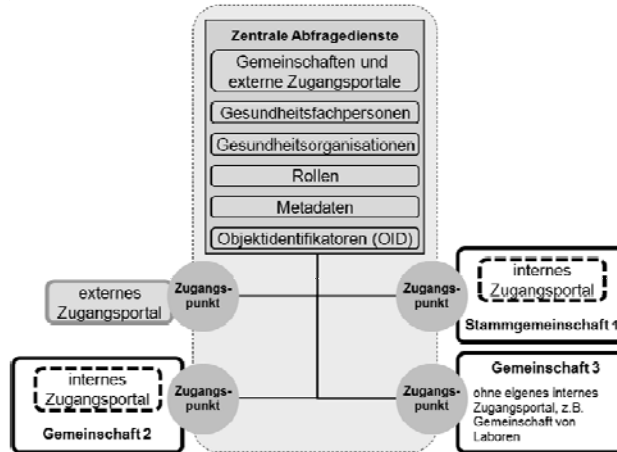 Zentrale Abfragedienste
Gemeinschaften und
externe Zugangsportale
Gesundheitsfachpersonen
Gesundheitsorganisationen
Rollen
Metadaten
Objektidentifikatoren (OID)
externes
Zugangsportal
Zugangs-
punkt
Zugangs-
punkt
internes
Zugangsportal
Stammgemeinschaft 1
internes
Zugangsportal
Gemeinschaft 2
Zugangs-
punkt
Zugangs-
punkt
Gemeinschaft 3
ohne eigenes internes
Zugangsportal, z.B.
Gemeinschaft von
Laboren